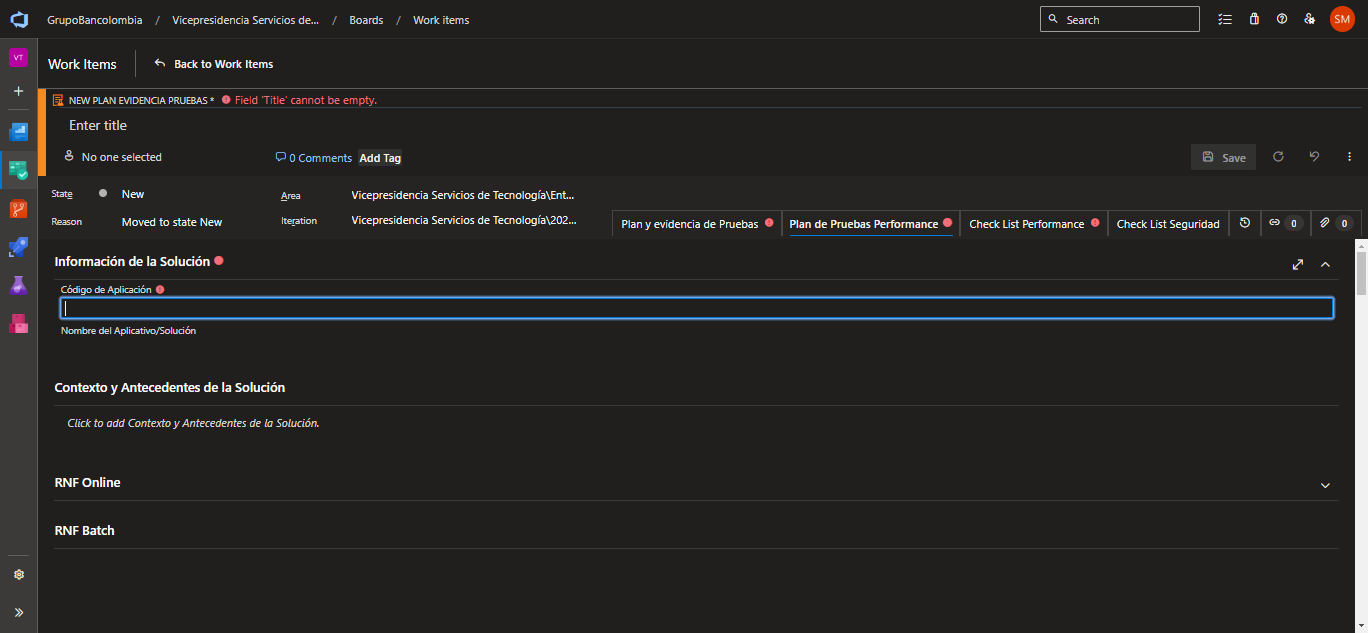 GrupoBancolombia / Vicepresidencia Servicios de... / Boards / Work items
Search
SM
VT
Work Items
Back to Work Items
NEW PLAN EVIDENCIA PRUEBAS * Field 'Title' cannot be empty.
Enter title
No one selected
0 Comments
Add Tag
Save
State
New
Area
Vicepresidencia Servicios de Tecnología\Ent...
Reason
Moved to state New
Iteration
Vicepresidencia Servicios de Tecnología\202...
Plan y evidencia de Pruebas
Plan de Pruebas Performance
Check List Performance
Check List Seguridad
0
0
Información de la Solución
Código de Aplicación
Nombre del Aplicativo/Solución
Contexto y Antecedentes de la Solución
Click to add Contexto y Antecedentes de la Solución.
RNF Online
RNF Batch